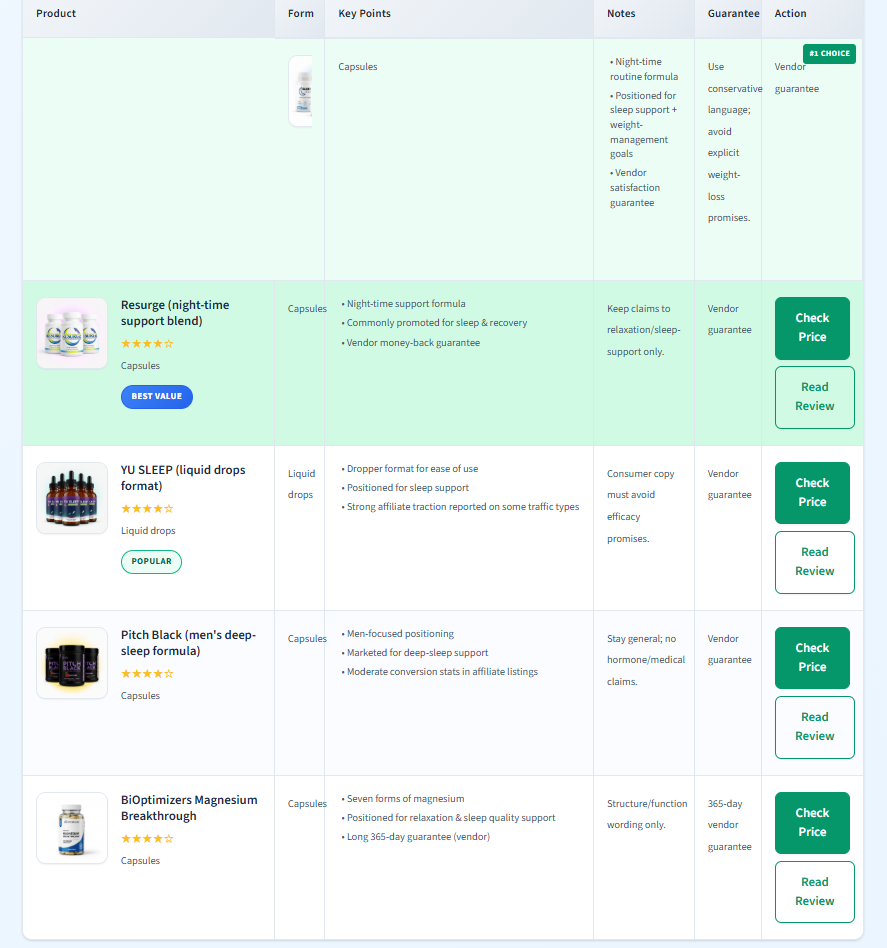 Product Form Key Points Notes Guarantee Action
#1 CHOICE
Capsules
• Night-time
routine formula
• Positioned for
sleep support +
weight-
management
goals
• Vendor
satisfaction
guarantee
Use
conservative
language;
avoid
explicit
weight-
loss
promises.
Vendor
guarantee
Resurge (night-time
support blend)
★★★★☆
Capsules
BEST VALUE
Capsules
• Night-time support formula
• Commonly promoted for sleep & recovery
• Vendor money-back guarantee
Keep claims to
relaxation/sleep-
support only.
Vendor
guarantee
Check
Price
Read
Review
YU SLEEP (liquid drops
format)
★★★★☆
Liquid drops
POPULAR
Liquid
drops
• Dropper format for ease of use
• Positioned for sleep support
• Strong affiliate traction reported on some traffic types
Consumer copy
must avoid
efficacy
promises.
Vendor
guarantee
Check
Price
Read
Review
Pitch Black (men's deep-
sleep formula)
★★★★☆
Capsules
Capsules
• Men-focused positioning
• Marketed for deep-sleep support
• Moderate conversion stats in affiliate listings
Stay general; no
hormone/medical
claims.
Vendor
guarantee
Check
Price
Read
Review
BiOptimizers Magnesium
Breakthrough
★★★★☆
Capsules
Capsules
• Seven forms of magnesium
• Positioned for relaxation & sleep quality support
• Long 365-day guarantee (vendor)
Structure/function
wording only.
365-day
vendor
guarantee
Check
Price
Read
Review